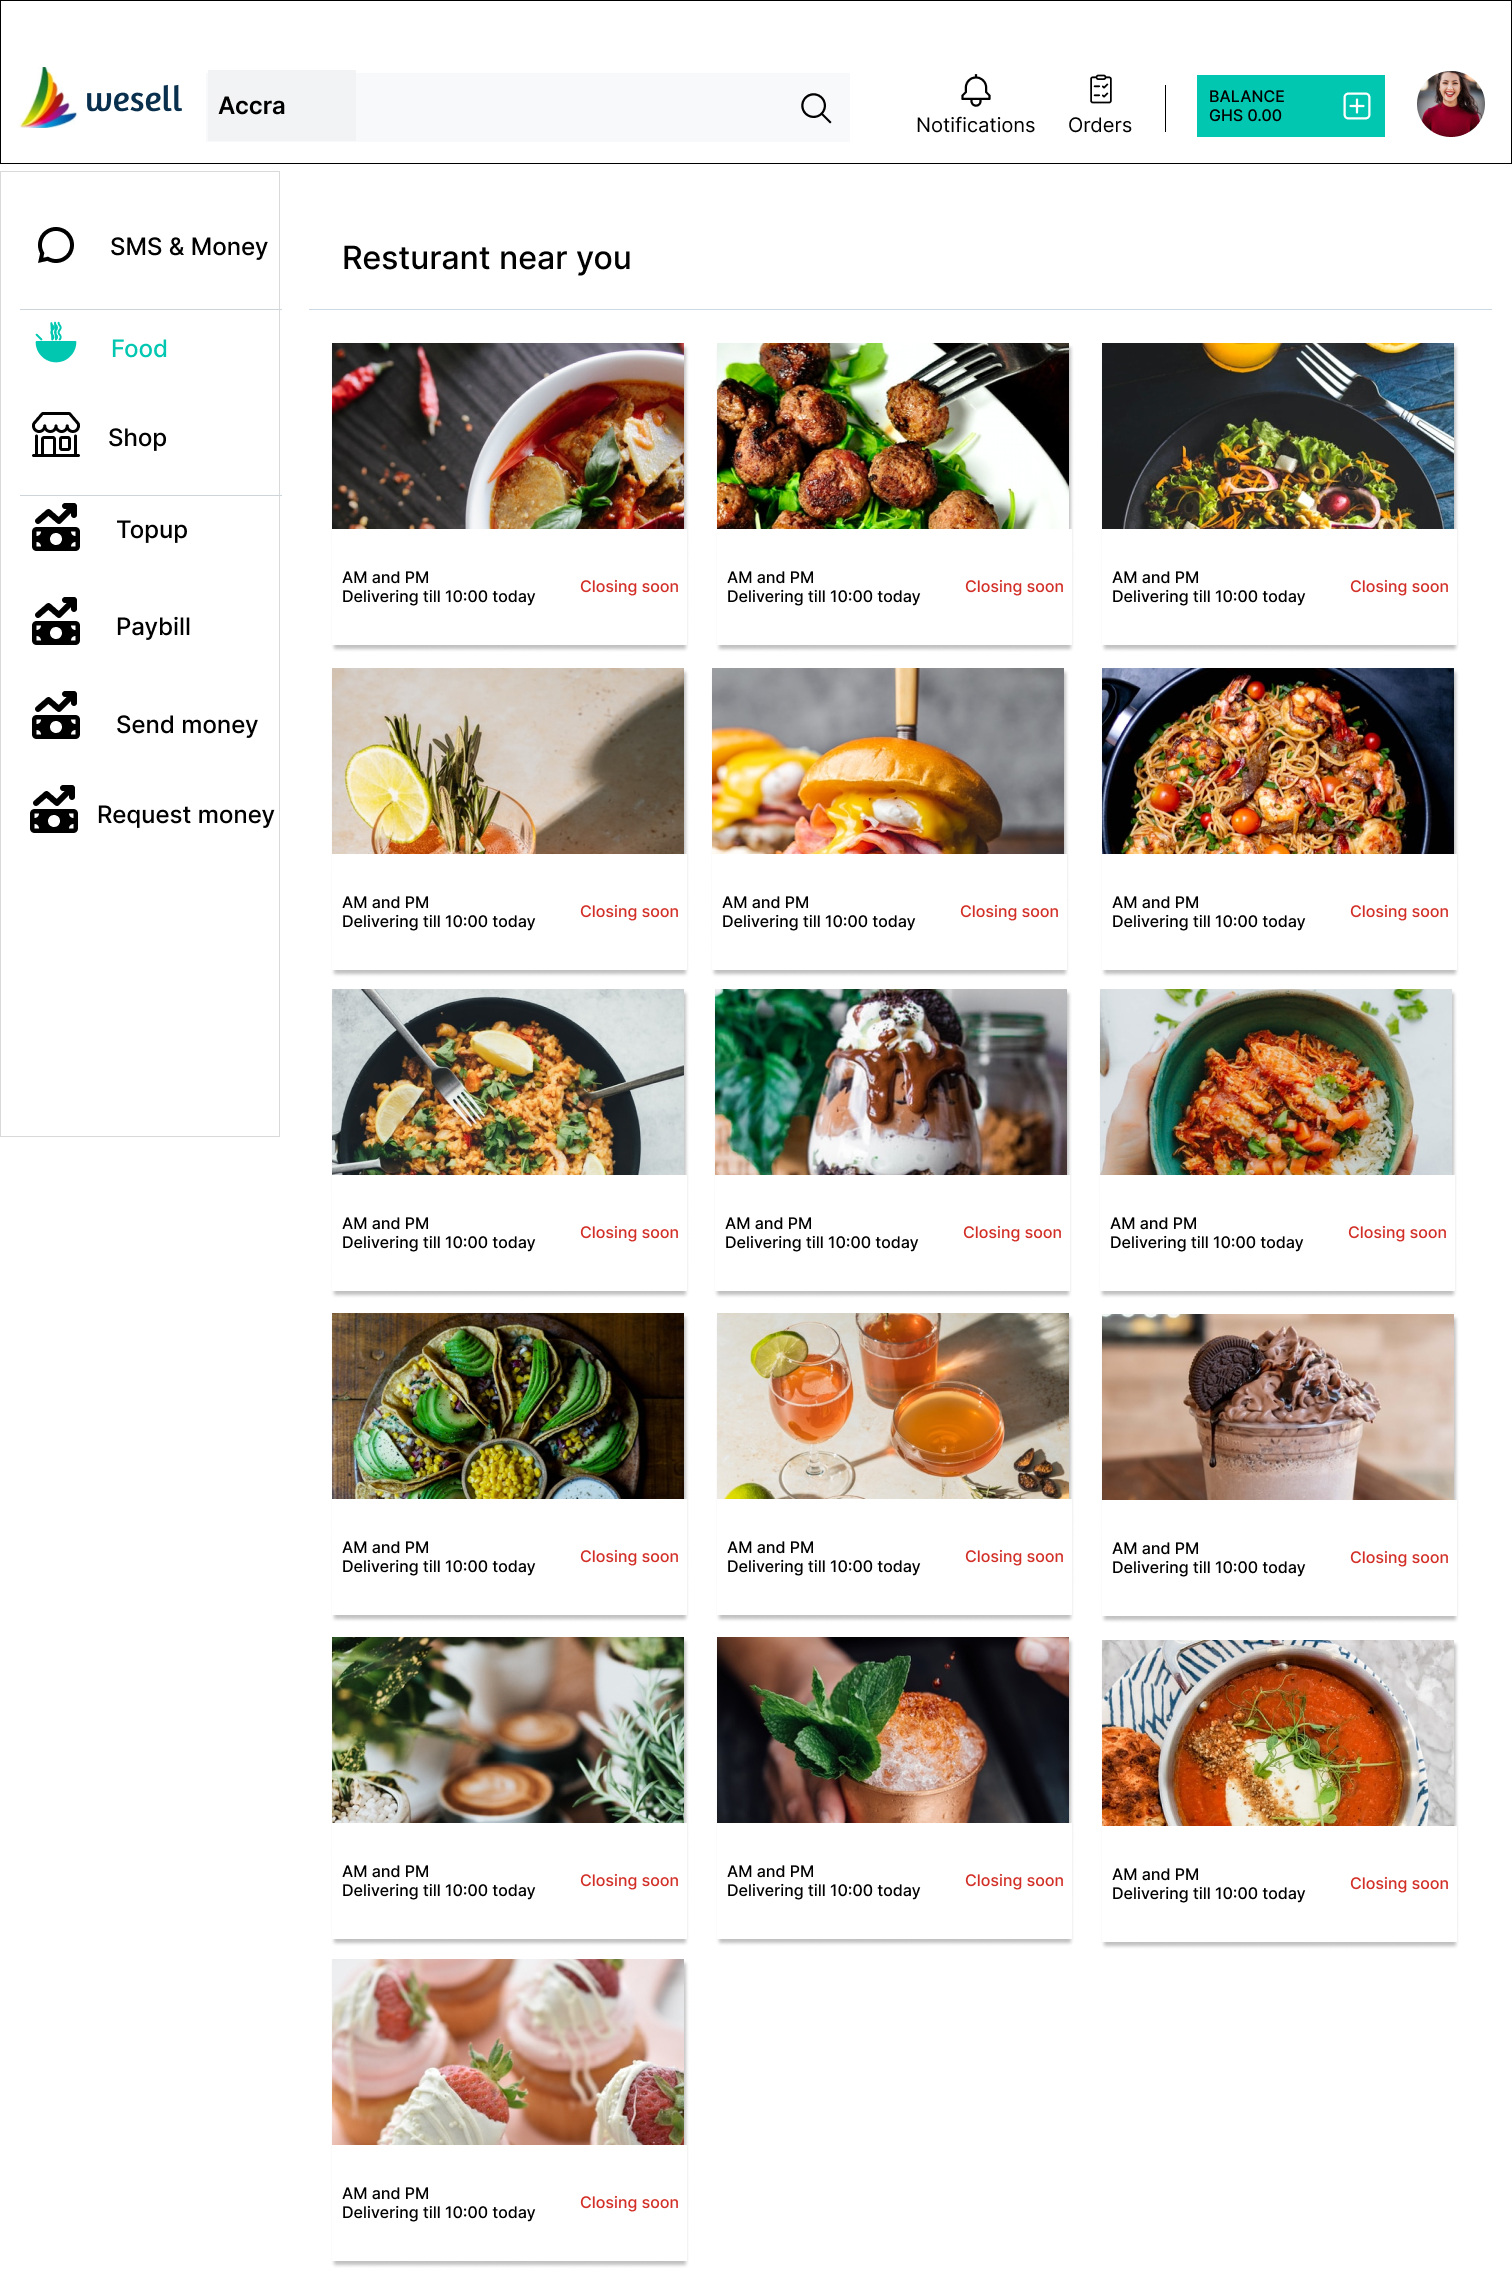 wesell
Accra
Notifications
Orders
BALANCE
GHS 0.00
SMS & Money
Food
Shop
Topup
Paybill
Send money
Request money
Resturant near you
AM and PM
Delivering till 10:00 today
Closing soon
AM and PM
Delivering till 10:00 today
Closing soon
AM and PM
Delivering till 10:00 today
Closing soon
AM and PM
Delivering till 10:00 today
Closing soon
AM and PM
Delivering till 10:00 today
Closing soon
AM and PM
Delivering till 10:00 today
Closing soon
AM and PM
Delivering till 10:00 today
Closing soon
AM and PM
Delivering till 10:00 today
Closing soon
AM and PM
Delivering till 10:00 today
Closing soon
AM and PM
Delivering till 10:00 today
Closing soon
AM and PM
Delivering till 10:00 today
Closing soon
AM and PM
Delivering till 10:00 today
Closing soon
AM and PM
Delivering till 10:00 today
Closing soon
AM and PM
Delivering till 10:00 today
Closing soon
AM and PM
Delivering till 10:00 today
Closing soon
AM and PM
Delivering till 10:00 today
Closing soon